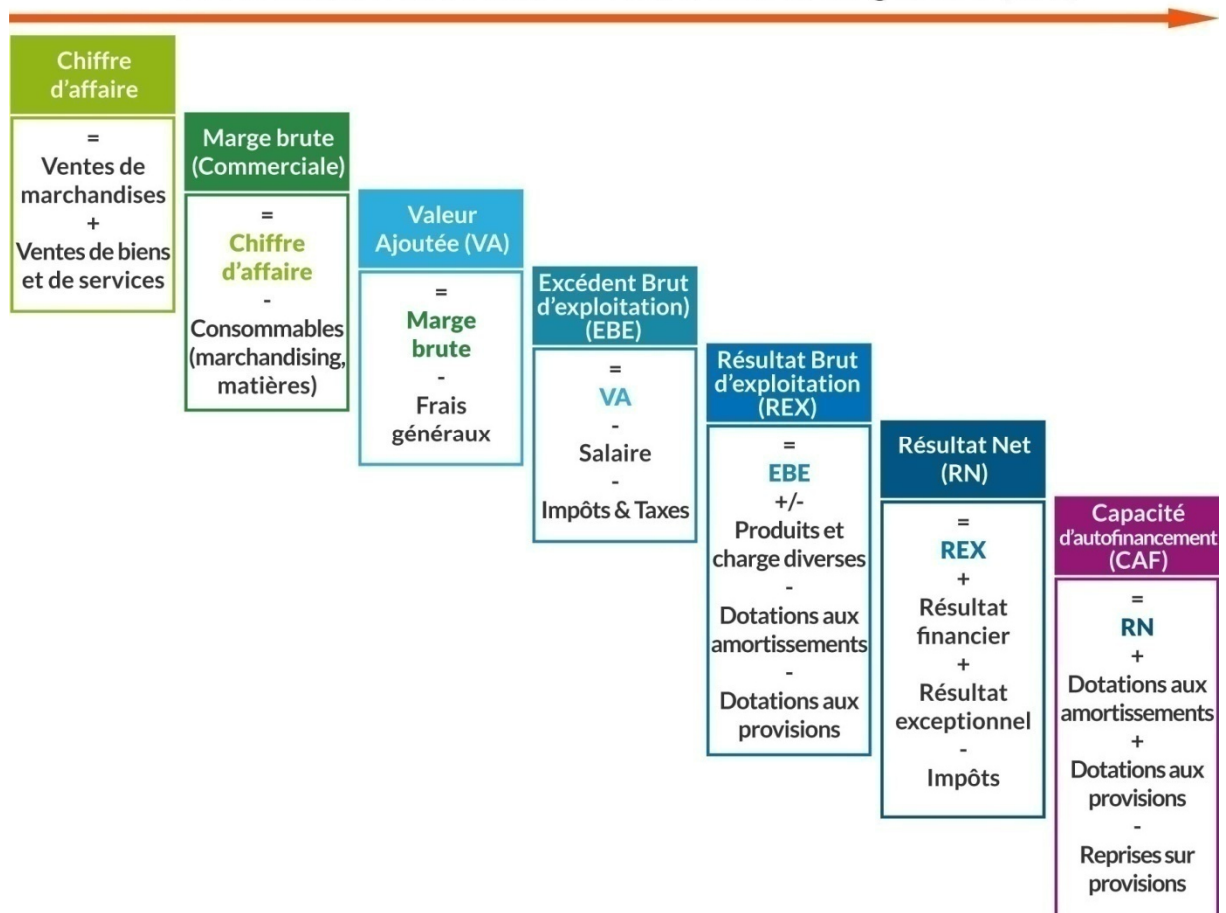 Chiffre
d'affaire
=
Ventes de
marchandises
+
Ventes de biens
et de services
Marge brute
(Commerciale)
=
Chiffre
d'affaire
-
Consommables
(marchandising,
matières)
Valeur
Ajoutée (VA)
=
Marge
brute
-
Frais
généraux
Excédent Brut
d'exploitation)
(EBE)
=
VA
-
Salaire
-
Impôts & Taxes
Résultat Brut
d'exploitation
(REX)
=
EBE
+/-
Produits et
charge diverses
-
Dotations aux
amortissements
-
Dotations aux
provisions
Résultat Net
(RN)
=
REX
+
Résultat
financier
+
Résultat
exceptionnel
-
Impôts
Capacité
d'autofinancement
(CAF)
=
RN
+
Dotations aux
amortissements
+
Dotations aux
provisions
-
Reprises sur
provisions